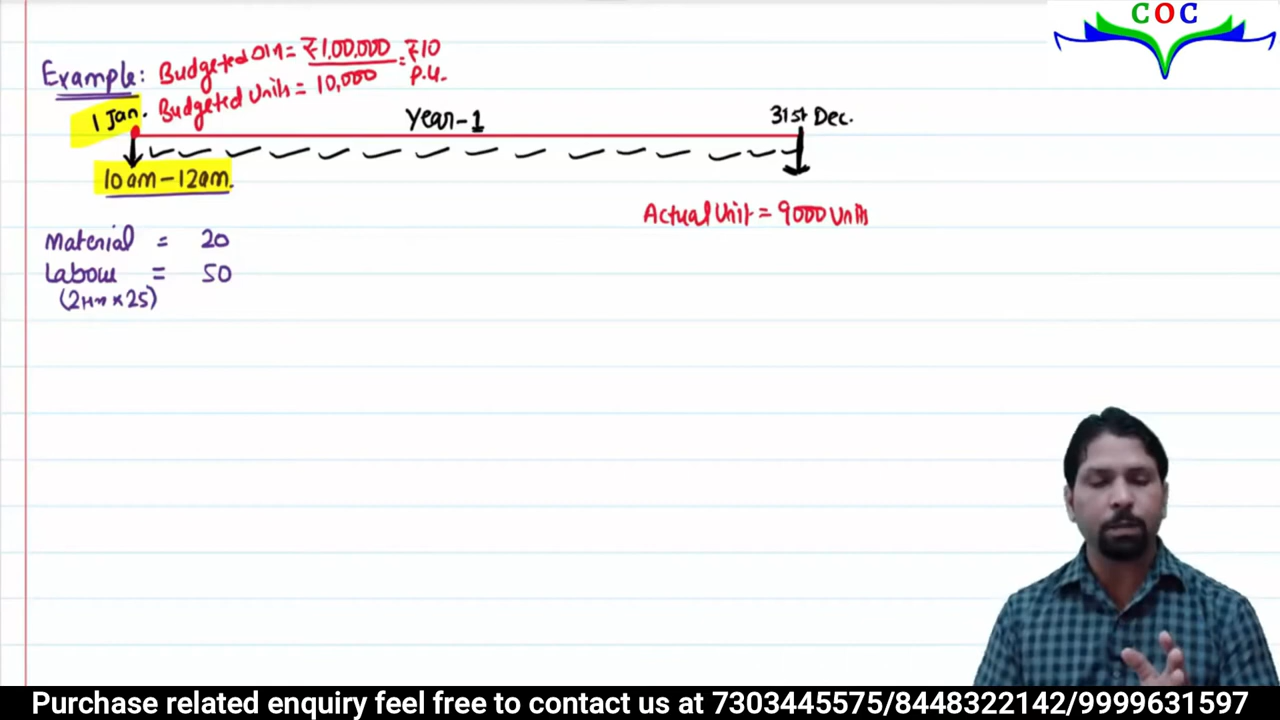 COC
Example: Budgeted O/H = ₹1,00,000 = ₹10
Budgeted Units = 10,000 P.U.
1 Jan. Year-1 31st Dec.
10am-12am.
Actual Unit = 9000 Units
Material = 20
Labour = 50
(2Hrs × 25)
Purchase related enquiry feel free to contact us at 7303445575/8448322142/9999631597